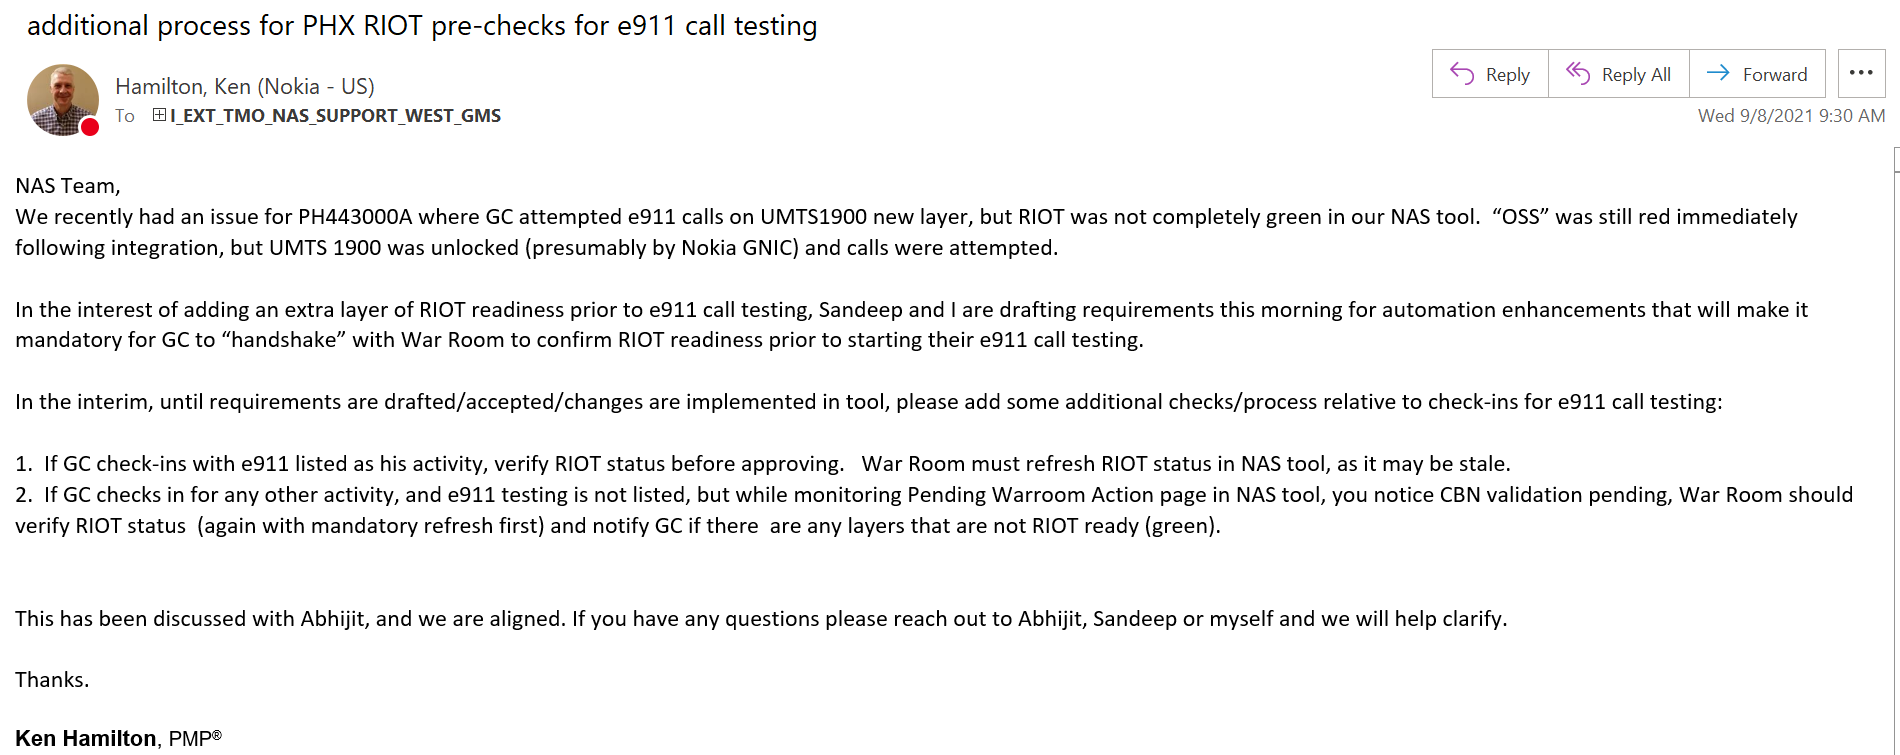 additional process for PHX RIOT pre-checks for e911 call testing
Hamilton, Ken (Nokia - US)
To I_EXT_TMO_NAS_SUPPORT_WEST_GMS
Reply Reply All Forward
Wed 9/8/2021 9:30 AM
NAS Team,
We recently had an issue for PH443000A where GC attempted e911 calls on UMTS1900 new layer, but RIOT was not completely green in our NAS tool.  “OSS” was still red immediately
following integration, but UMTS 1900 was unlocked (presumably by Nokia GNIC) and calls were attempted.
In the interest of adding an extra layer of RIOT readiness prior to e911 call testing, Sandeep and I are drafting requirements this morning for automation enhancements that will make it
mandatory for GC to “handshake” with War Room to confirm RIOT readiness prior to starting their e911 call testing.
In the interim, until requirements are drafted/accepted/changes are implemented in tool, please add some additional checks/process relative to check-ins for e911 call testing:
1.  If GC check-ins with e911 listed as his activity, verify RIOT status before approving.   War Room must refresh RIOT status in NAS tool, as it may be stale.
2.  If GC checks in for any other activity, and e911 testing is not listed, but while monitoring Pending Warroom Action page in NAS tool, you notice CBN validation pending, War Room should
verify RIOT status  (again with mandatory refresh first) and notify GC if there  are any layers that are not RIOT ready (green).
This has been discussed with Abhijit, and we are aligned. If you have any questions please reach out to Abhijit, Sandeep or myself and we will help clarify.
Thanks.
Ken Hamilton, PMP®